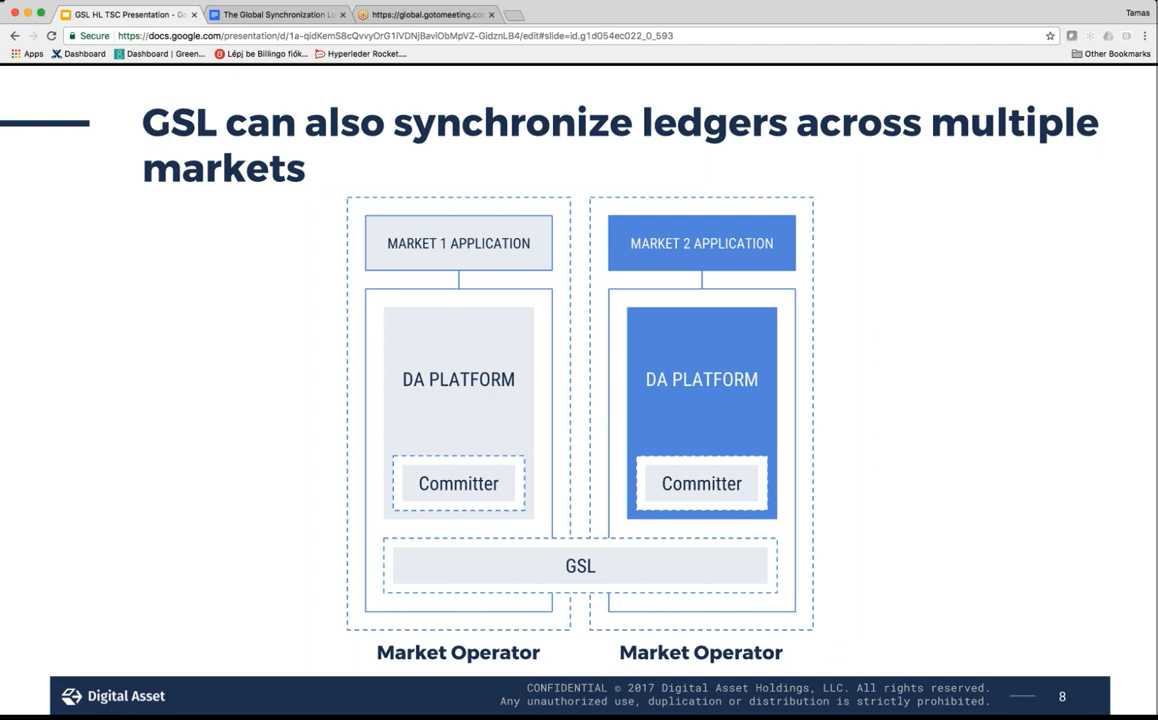 GSL HL TSC Presentation - Go
The Global Synchronization Le
https://global.gotomeeting.co
Tamas
Secure
https://docs.google.com/presentation/d/1a-qidKemS8cQvvyOrG1IVDNjBaviObMpVZ-GidznLB4/edit#slide=id.g1d054ec022_0_593
Apps
Dashboard
Dashboard | Green...
Lépj be Billingo fiók...
Hyperleder Rocket....
Other Bookmarks
GSL can also synchronize ledgers across multiple
markets
MARKET 1 APPLICATION
MARKET 2 APPLICATION
DA PLATFORM
DA PLATFORM
Committer
Committer
GSL
Market Operator
Market Operator
Digital Asset
CONFIDENTIAL © 2017 Digital Asset Holdings, LLC. All rights reserved.
Any unauthorized use, duplication or distribution is strictly prohibited.
8